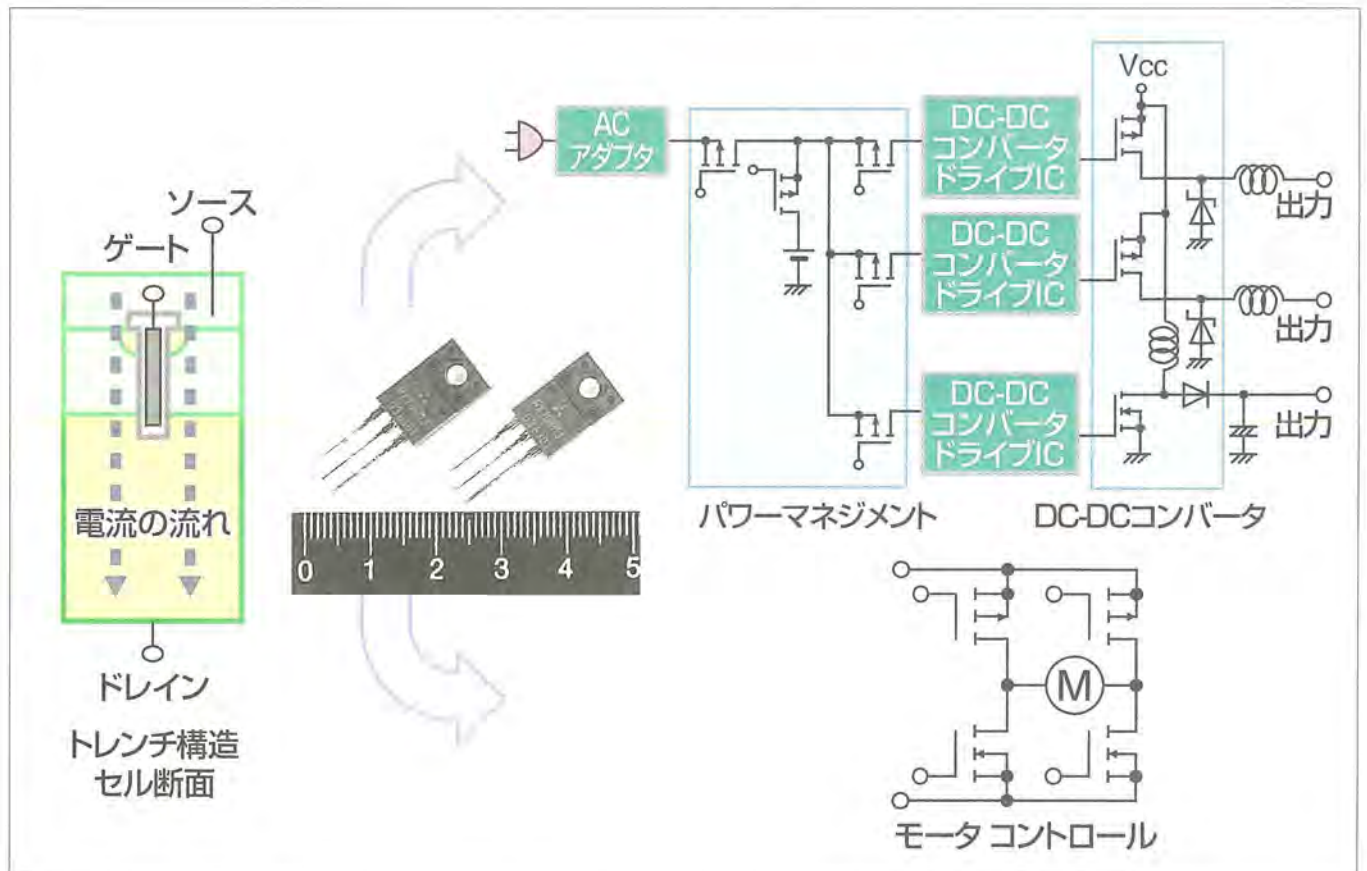 ソース
ゲート
電流の流れ
ドレイン
トレンチ構造
セル断面
0 1 2 3 4 5
AC
アダプタ
DC-DC
コンバータ
ドライブIC
DC-DC
コンバータ
ドライブIC
DC-DC
コンバータ
ドライブIC
Vcc
出力
出力
出力
パワーマネジメント
DC-DCコンバータ
M
モータ コントロール